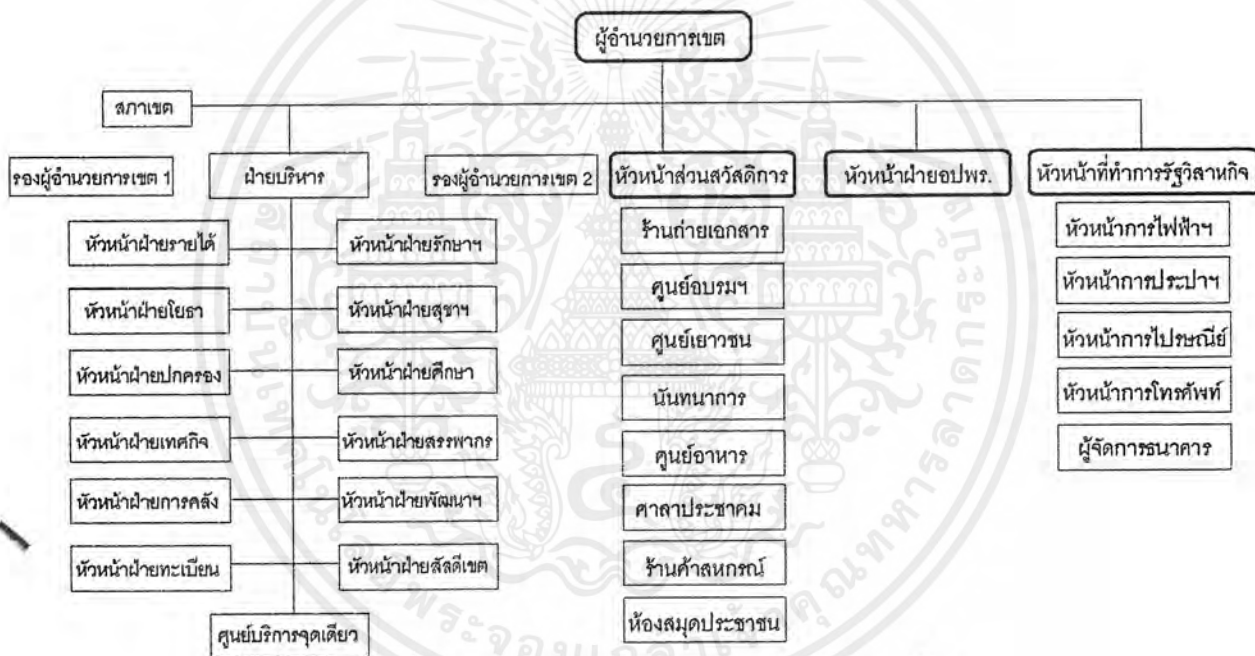 ผู้อำนวยการเขต
สภาเขต
รองผู้อำนวยการเขต 1
ฝ่ายบริหาร
รองผู้อำนวยการเขต 2
หัวหน้าส่วนสวัสดิการ
หัวหน้าฝ่ายอปพร.
หัวหน้าที่ทำการรัฐวิสาหกิจ
หัวหน้าฝ่ายรายได้
หัวหน้าฝ่ายรักษาฯ
หัวหน้าฝ่ายโยธา
หัวหน้าฝ่ายสุขาฯ
หัวหน้าฝ่ายปกครอง
หัวหน้าฝ่ายศึกษา
หัวหน้าฝ่ายเทศกิจ
หัวหน้าฝ่ายสรรพากร
หัวหน้าฝ่ายการคลัง
หัวหน้าฝ่ายพัฒนาฯ
หัวหน้าฝ่ายทะเบียน
หัวหน้าฝ่ายสัสดีเขต
ศูนย์บริการจุดเดียว
ร้านถ่ายเอกสาร
ศูนย์อบรมฯ
ศูนย์เยาวชน
นันทนาการ
ศูนย์อาหาร
ศาลาประชาคม
ร้านค้าสหกรณ์
ห้องสมุดประชาชน
หัวหน้าการไฟฟ้าฯ
หัวหน้าการประปาฯ
หัวหน้าการไปรษณีย์
หัวหน้าการโทรศัพท์
ผู้จัดการธนาคาร